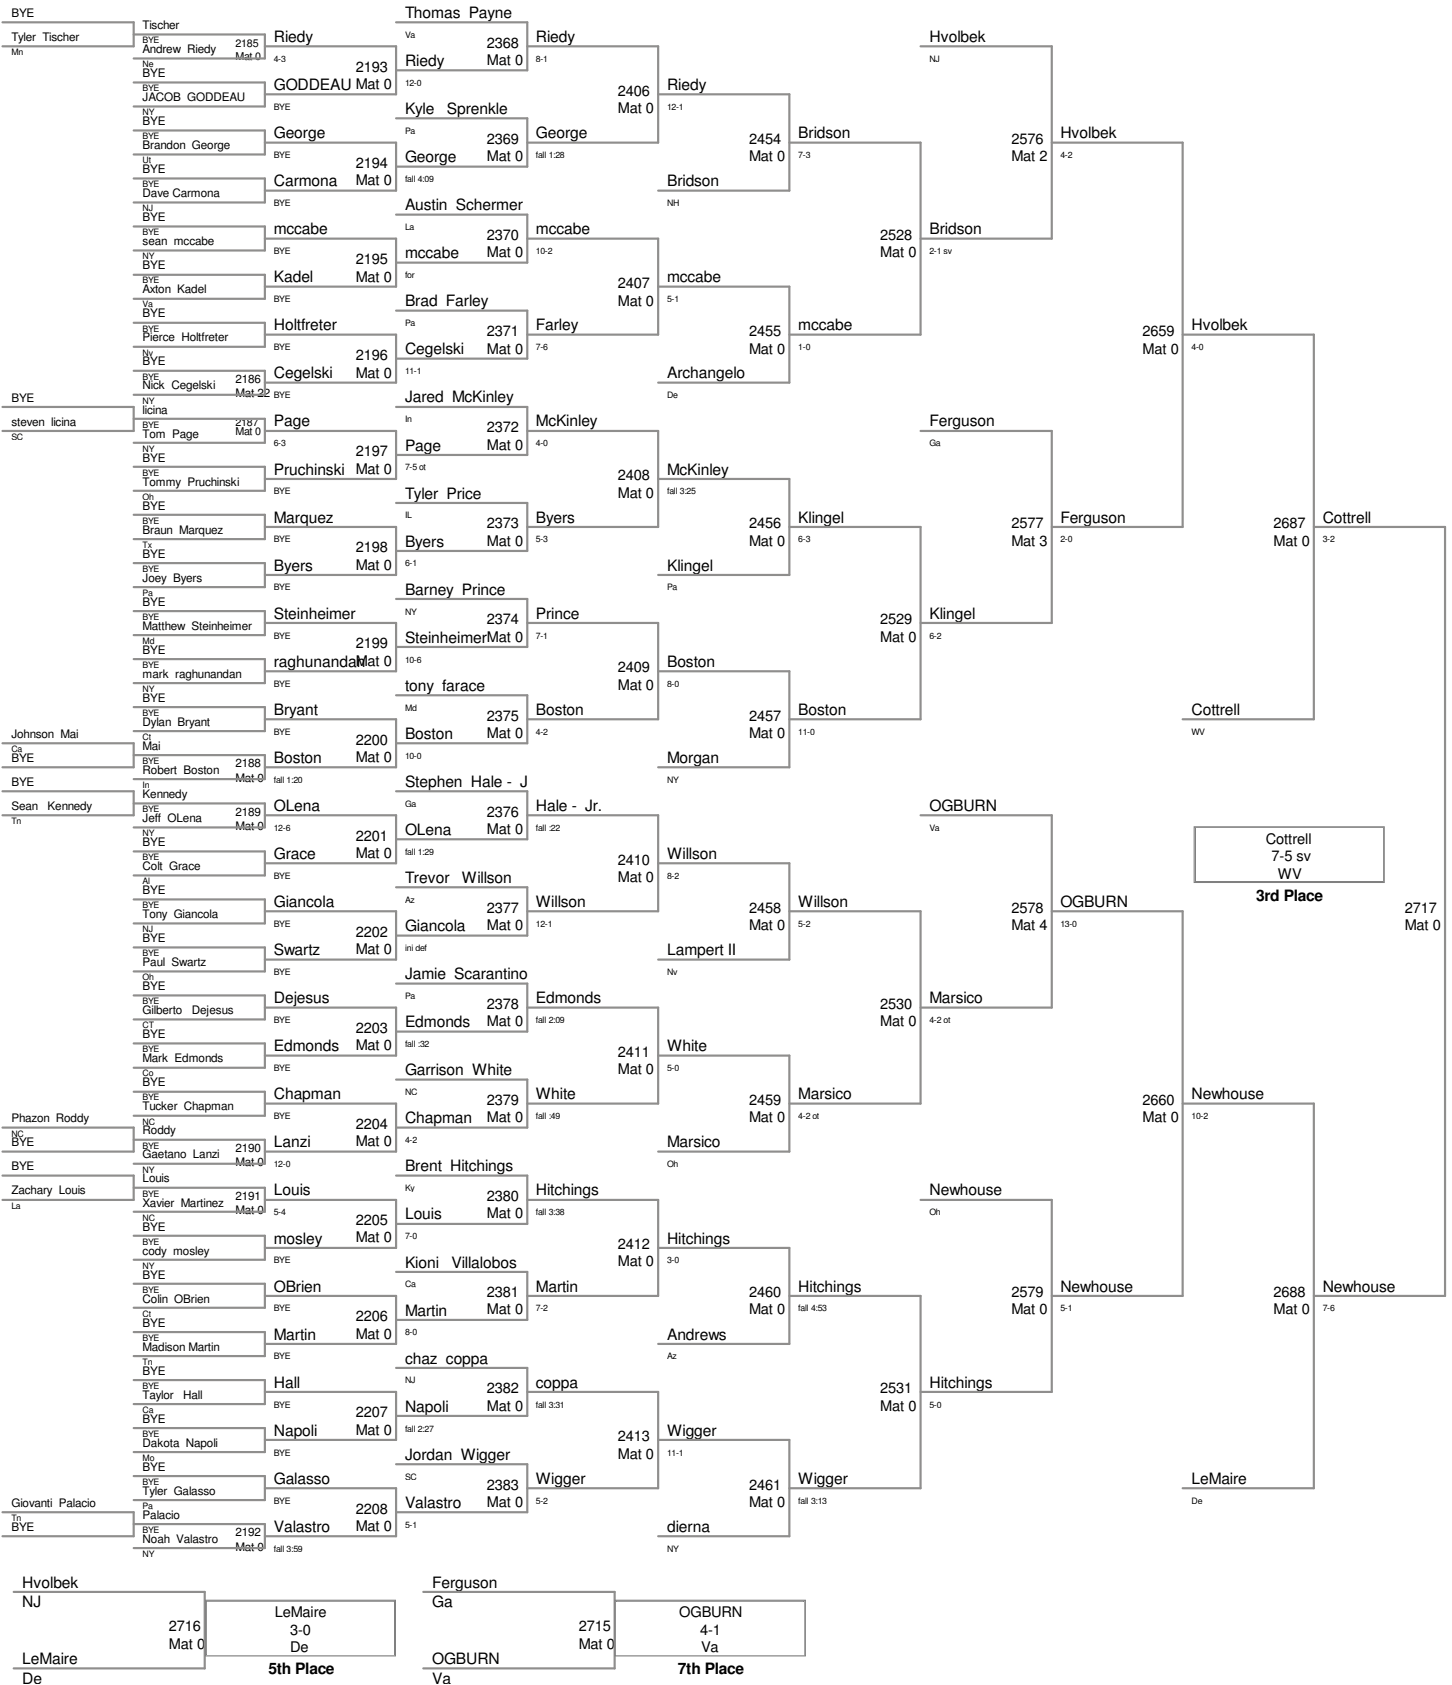 BYE
Tyler Tischer
Mn
Tischer
BYE
Andrew Riedy
2185
Mat 0
Ne
BYE
BYE
JACOB GODDEAU
NY
BYE
BYE
Brandon George
Ut
BYE
BYE
Dave Carmona
NJ
BYE
BYE
sean mccabe
NY
BYE
BYE
Axton Kadel
Va
BYE
BYE
Pierce Holtfreter
Nv
BYE
BYE
Nick Cegelski
2186
Mat 22
NY
BYE
steven licina
SC
licina
BYE
Tom Page
2187
Mat 0
NY
BYE
BYE
Tommy Pruchinski
Oh
BYE
BYE
Braun Marquez
Tx
BYE
BYE
Joey Byers
Pa
BYE
BYE
Matthew Steinheimer
Md
BYE
BYE
mark raghunandan
NY
BYE
BYE
Dylan Bryant
Ct
Johnson Mai
Ca
BYE
Mai
BYE
Robert Boston
2188
Mat 0
In
BYE
Sean Kennedy
Tn
Kennedy
BYE
Jeff OLena
2189
Mat 0
NY
BYE
BYE
Colt Grace
Al
BYE
BYE
Tony Giancola
NJ
BYE
BYE
Paul Swartz
Oh
BYE
BYE
Gilberto Dejesus
CT
BYE
BYE
Mark Edmonds
Co
BYE
BYE
Tucker Chapman
NC
Phazon Roddy
NC
BYE
Roddy
BYE
Gaetano Lanzi
2190
Mat 0
NY
BYE
Zachary Louis
La
Louis
BYE
Xavier Martinez
2191
Mat 0
NC
BYE
BYE
cody mosley
NY
BYE
BYE
Colin OBrien
Ct
BYE
BYE
Madison Martin
Tn
BYE
BYE
Taylor Hall
Ca
BYE
BYE
Dakota Napoli
Mo
BYE
BYE
Tyler Galasso
Pa
Giovanti Palacio
Tn
BYE
Palacio
BYE
Noah Valastro
2192
Mat 0
NY
Riedy
4-3
2193
Mat 0
GODDEAU
BYE
George
BYE
2194
Mat 0
Carmona
BYE
mccabe
BYE
2195
Mat 0
Kadel
BYE
Holtfreter
BYE
2196
Mat 0
Cegelski
BYE
Page
6-3
2197
Mat 0
Pruchinski
BYE
Marquez
BYE
2198
Mat 0
Byers
BYE
Steinheimer
BYE
2199
Mat 0
raghunandan
BYE
Bryant
BYE
2200
Mat 0
Boston
fall 1:20
OLena
12-6
2201
Mat 0
Grace
BYE
Giancola
BYE
2202
Mat 0
Swartz
BYE
Dejesus
BYE
2203
Mat 0
Edmonds
BYE
Chapman
BYE
2204
Mat 0
Lanzi
12-0
Louis
5-4
2205
Mat 0
mosley
BYE
OBrien
BYE
2206
Mat 0
Martin
BYE
Hall
BYE
2207
Mat 0
Napoli
BYE
Galasso
BYE
2208
Mat 0
Valastro
fall 3:59
Thomas Payne
Va
2368
Mat 0
Riedy
12-0
Kyle Sprenkle
Pa
2369
Mat 0
George
fall 4:09
Austin Schermer
La
2370
Mat 0
mccabe
for
Brad Farley
Pa
2371
Mat 0
Cegelski
11-1
Jared McKinley
In
2372
Mat 0
Page
7-5 ot
Tyler Price
IL
2373
Mat 0
Byers
6-1
Barney Prince
NY
2374
Mat 0
Steinheimer
10-6
tony farace
Md
2375
Mat 0
Boston
10-0
Stephen Hale - J
Ga
2376
Mat 0
OLena
fall 1:29
Trevor Willson
Az
2377
Mat 0
Giancola
ini def
Jamie Scarantino
Pa
2378
Mat 0
Edmonds
fall :32
Garrison White
NC
2379
Mat 0
Chapman
4-2
Brent Hitchings
Ky
2380
Mat 0
Louis
7-0
Kioni Villalobos
Ca
2381
Mat 0
Martin
8-0
chaz coppa
NJ
2382
Mat 0
Napoli
fall 2:27
Jordan Wigger
SC
2383
Mat 0
Valastro
5-1
Riedy
8-1
2406
Mat 0
George
fall 1:28
mccabe
10-2
2407
Mat 0
Farley
7-6
McKinley
4-0
2408
Mat 0
Byers
5-3
Prince
7-1
2409
Mat 0
Boston
4-2
Hale - Jr.
fall :22
2410
Mat 0
Willson
12-1
Edmonds
fall 2:09
2411
Mat 0
White
fall :49
Hitchings
fall 3:38
2412
Mat 0
Martin
7-2
coppa
fall 3:31
2413
Mat 0
Wigger
5-2
Riedy
12-1
2454
Mat 0
Bridson
NH
mccabe
5-1
2455
Mat 0
Archangelo
De
McKinley
fall 3:25
2456
Mat 0
Klingel
Pa
Boston
8-0
2457
Mat 0
Morgan
NY
Willson
8-2
2458
Mat 0
Lampert II
Nv
White
5-0
2459
Mat 0
Marsico
Oh
Hitchings
3-0
2460
Mat 0
Andrews
Az
Wigger
11-1
2461
Mat 0
dierna
NY
Bridson
7-3
2528
Mat 0
mccabe
1-0
Klingel
6-3
2529
Mat 0
Boston
11-0
Willson
5-2
2530
Mat 0
Marsico
4-2 ot
Hitchings
fall 4:53
2531
Mat 0
Wigger
fall 3:13
Hvolbek
NJ
2576
Mat 2
Bridson
2-1 sv
Ferguson
Ga
2577
Mat 3
Klingel
6-2
OGBURN
Va
2578
Mat 4
Marsico
4-2 ot
Newhouse
Oh
2579
Mat 0
Hitchings
5-0
Hvolbek
4-2
2659
Mat 0
Ferguson
2-0
OGBURN
13-0
2660
Mat 0
Newhouse
5-1
Hvolbek
4-0
2687
Mat 0
Cottrell
WV
Newhouse
10-2
2688
Mat 0
LeMaire
De
Cottrell
3-2
2717
Mat 0
Newhouse
7-6
Cottrell
7-5 sv
WV
3rd Place
Hvolbek
NJ
2716
Mat 0
LeMaire
De
LeMaire
3-0
De
5th Place
Ferguson
Ga
2715
Mat 0
OGBURN
Va
OGBURN
4-1
Va
7th Place